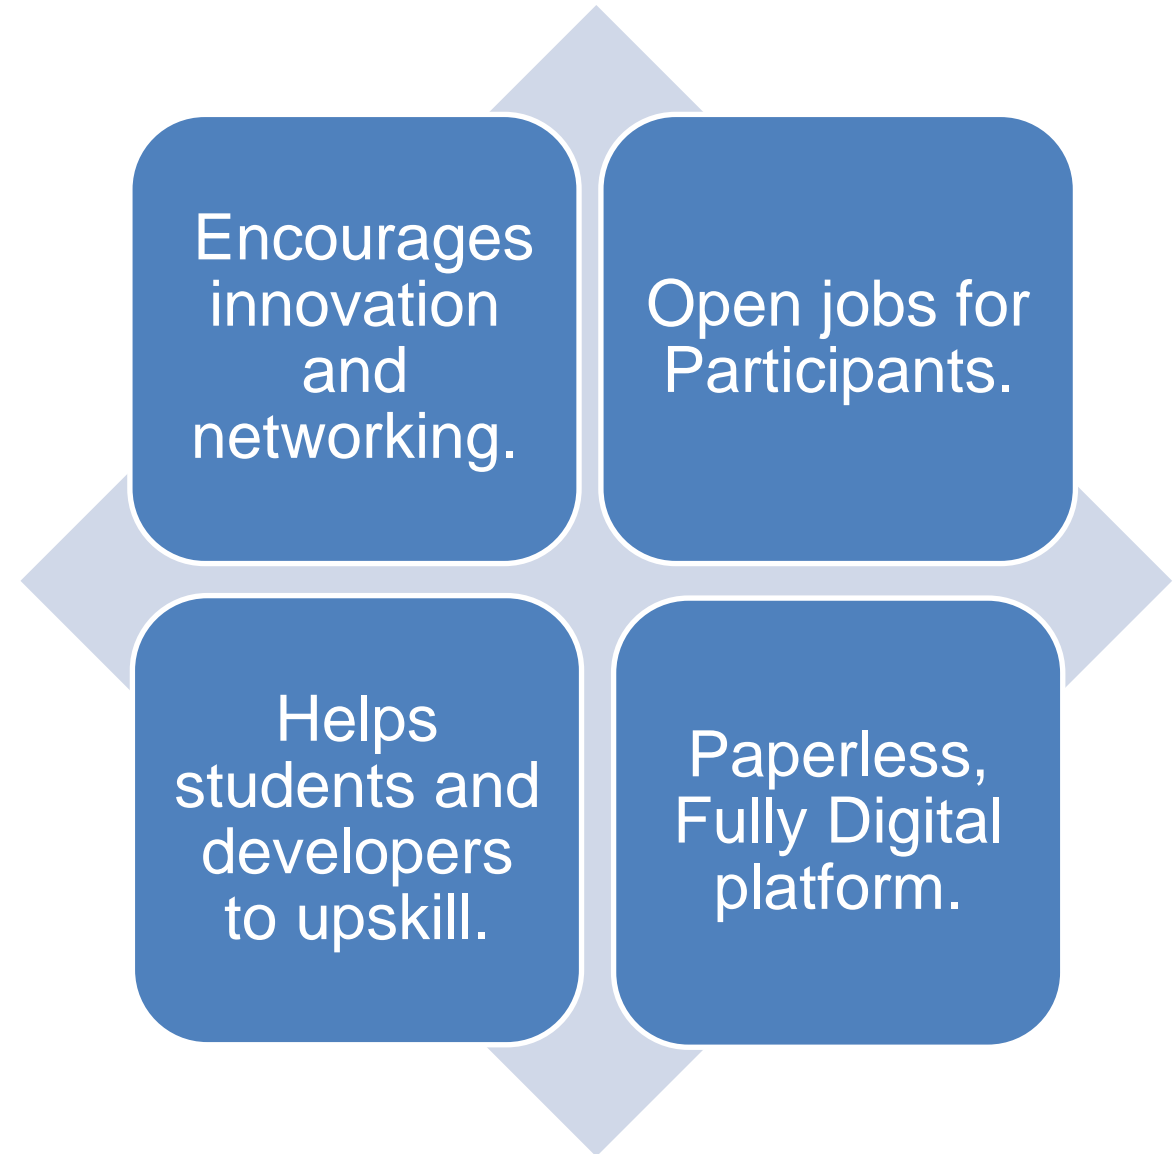 Encourages
innovation
and
networking.
Open jobs for
Participants.
Helps
students and
developers
to upskill.
Paperless,
Fully Digital
platform.